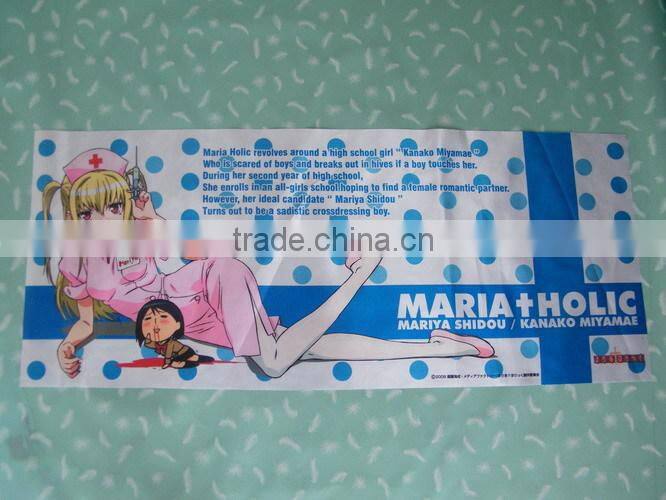 Maria Holic revolves around a high school girl " Kanako Miyamae "
Who is scared of boys and breaks out in hives if a boy touches her.
During her second year of high school,
She enrolls in an all-girls school hoping to find a female romantic partner.
However, her ideal candidate " Mariya Shidou "
Turns out to be a sadistic crossdressing boy.
trade.china.cn
MARIA†HOLIC
MARIYA SHIDOU / KANAKO MIYAMAE